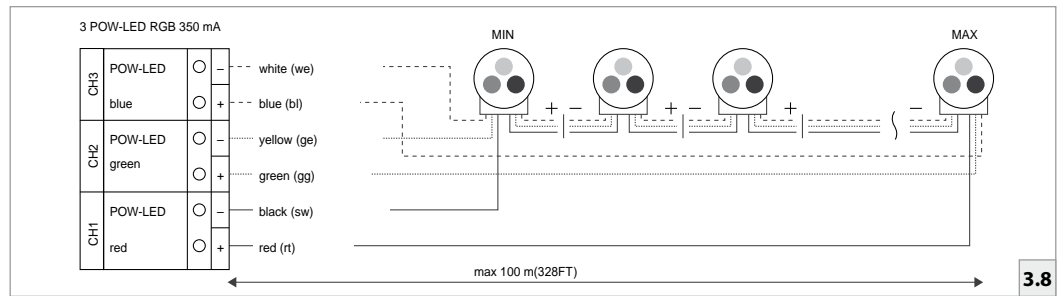 3 POW-LED RGB 350 mA
MIN
MAX
CH3
POW-LED
blue
–
white (we)
+
blue (bl)
+ –
+ –
+
–
CH2
POW-LED
green
–
yellow (ge)
+
green (gg)
CH1
POW-LED
red
–
black (sw)
+
red (rt)
max 100 m(328FT)
3.8